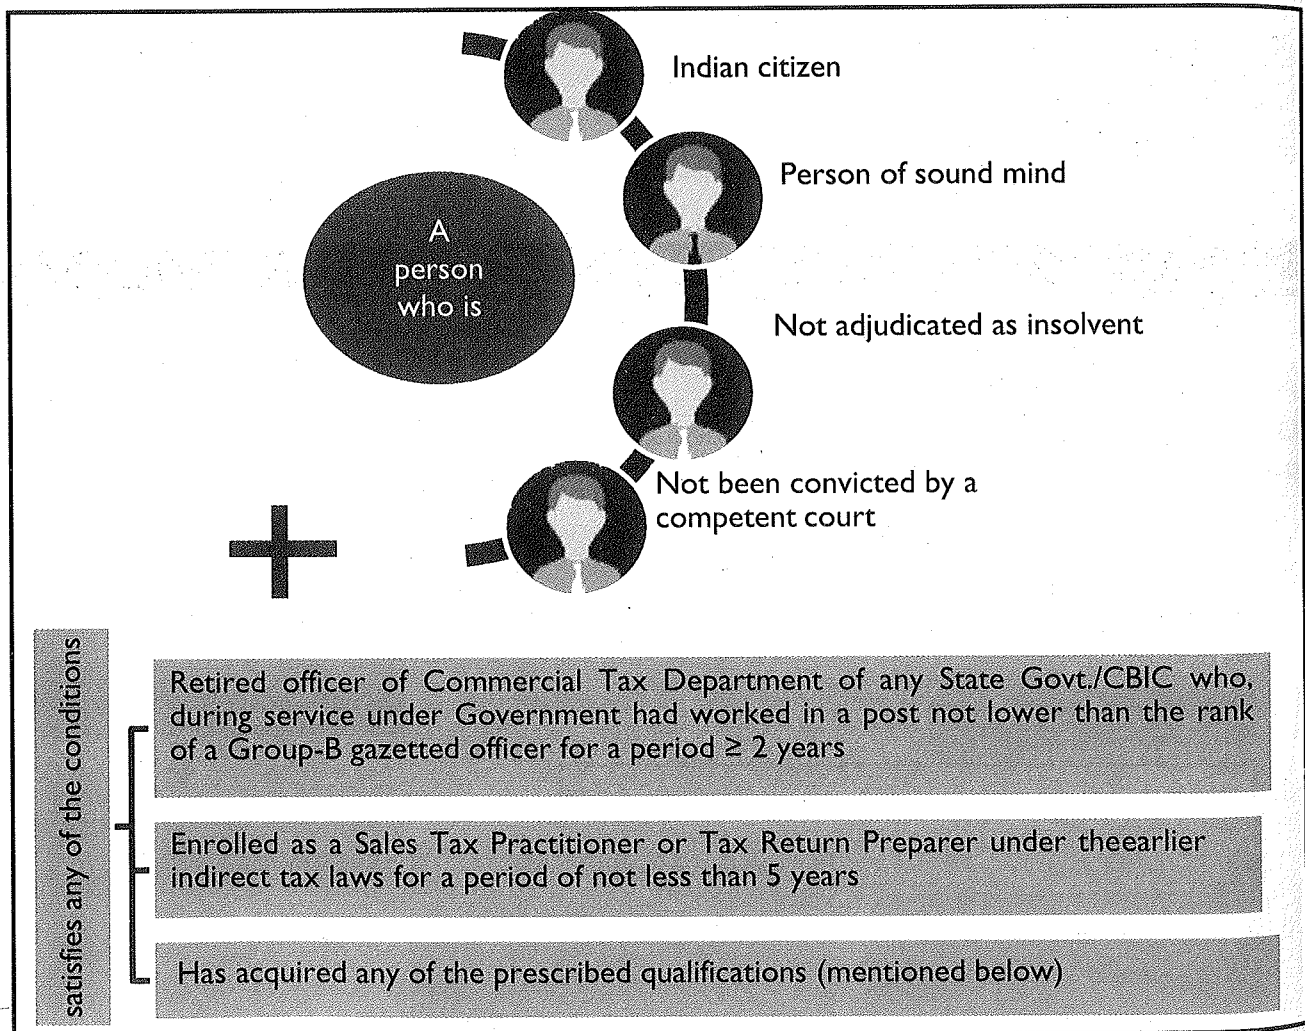 Indian citizen
Person of sound mind
A
person
who is
Not adjudicated as insolvent
Not been convicted by a
competent court
satisfies any of the conditions
Retired officer of Commercial Tax Department of any State Govt./CBIC who,
during service under Government had worked in a post not lower than the rank
of a Group-B gazetted officer for a period ≥ 2 years
Enrolled as a Sales Tax Practitioner or Tax Return Preparer under theearlier
indirect tax laws for a period of not less than 5 years
Has acquired any of the prescribed qualifications (mentioned below)